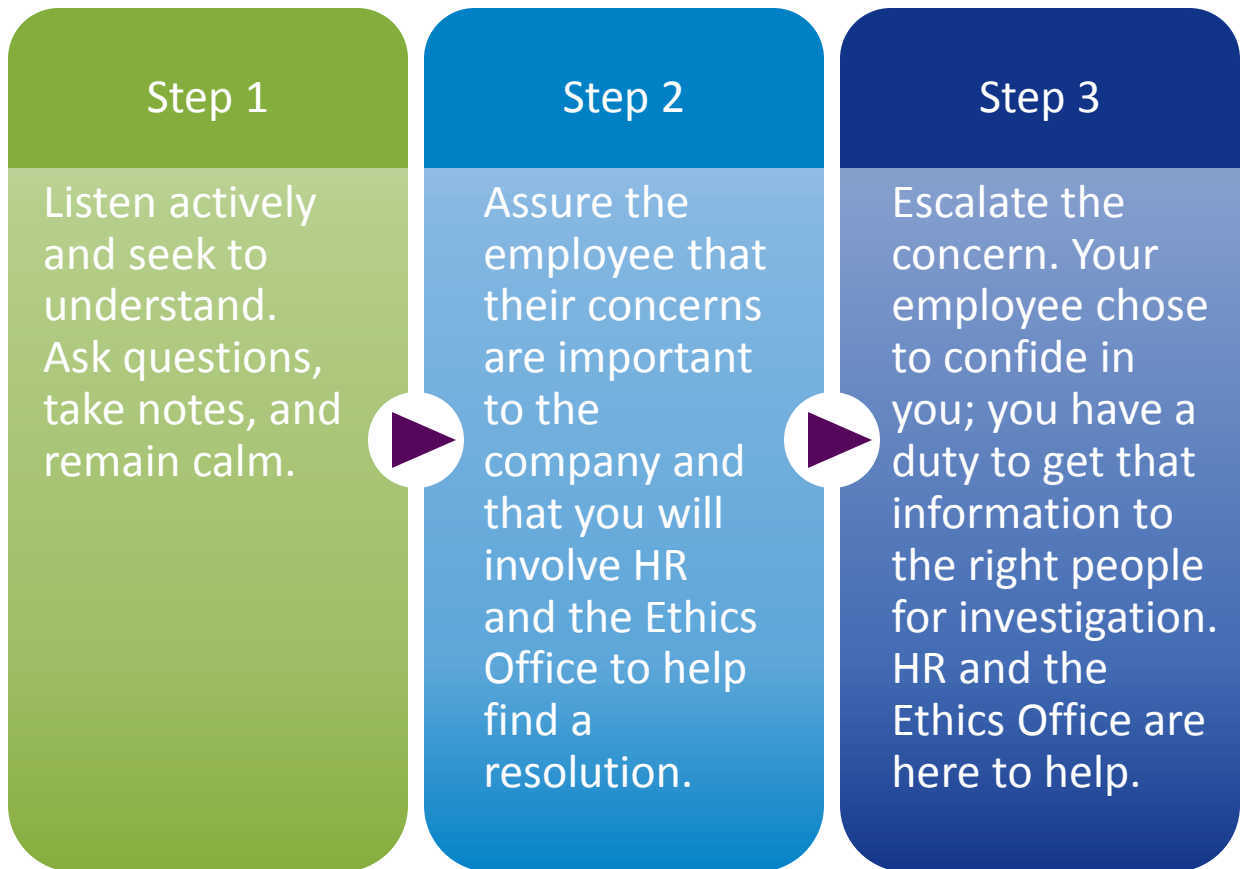 Step 1
Listen actively
and seek to
understand.
Ask questions,
take notes, and
remain calm.
Step 2
Assure the
employee that
their concerns
are important
to the
company and
that you will
involve HR
and the Ethics
Office to help
find a
resolution.
Step 3
Escalate the
concern. Your
employee chose
to confide in
you; you have a
duty to get that
information to
the right people
for investigation.
HR and the
Ethics Office are
here to help.